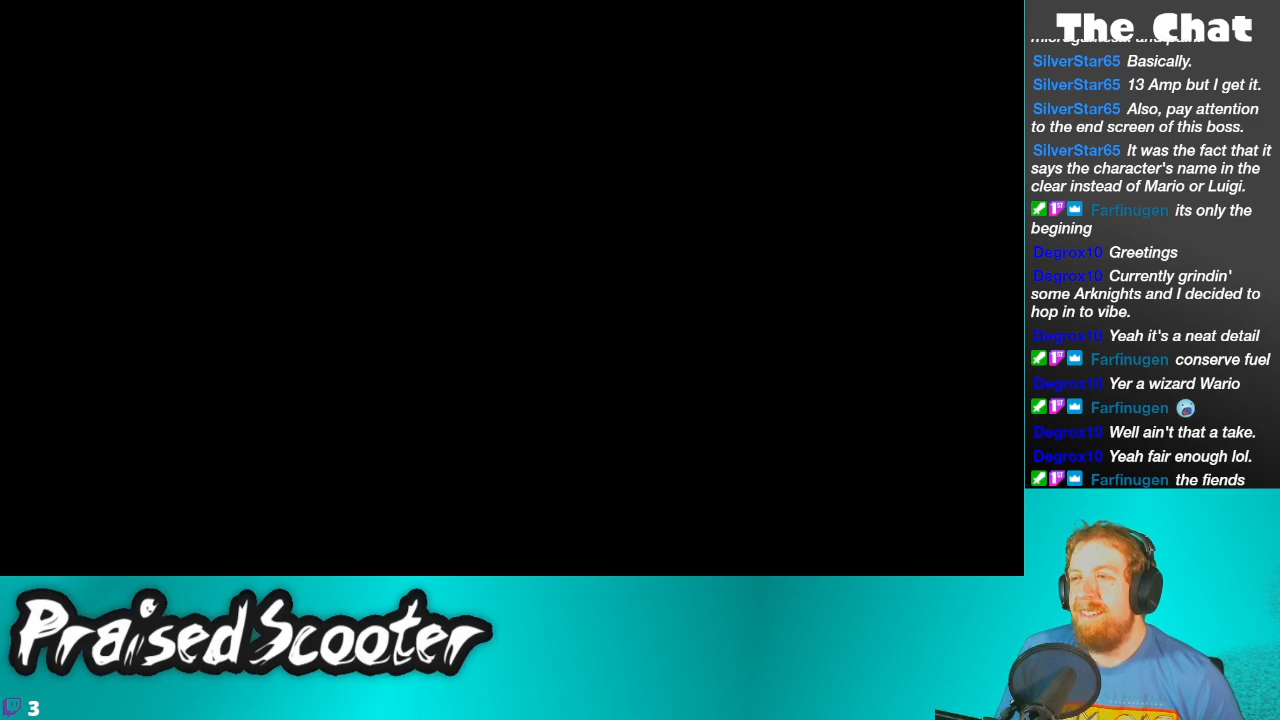 The Chat
SilverStar65 Basically.
SilverStar65 13 Amp but I get it.
SilverStar65 Also, pay attention
to the end screen of this boss.
SilverStar65 It was the fact that it
says the character's name in the
clear instead of Mario or Luigi.
1ST Farfinugen its only the
begining
Degrox10 Greetings
Degrox10 Currently grindin'
some Arknights and I decided to
hop in to vibe.
Degrox10 Yeah it's a neat detail
1ST Farfinugen conserve fuel
Degrox10 Yer a wizard Wario
1ST Farfinugen
Degrox10 Well ain't that a take.
Degrox10 Yeah fair enough lol.
1ST Farfinugen the fiends
PraisedScooter
3